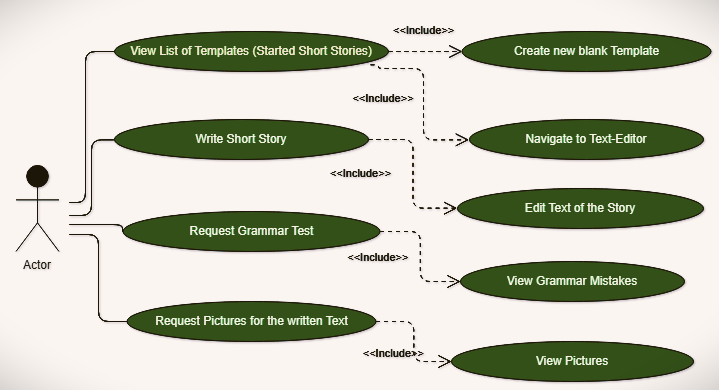 <<Include>>
View List of Templates (Started Short Stories)
Create new blank Template
<<Include>>
Write Short Story
Navigate to Text-Editor
<<Include>>
Edit Text of the Story
Request Grammar Test
<<Include>>
Actor
View Grammar Mistakes
Request Pictures for the written Text
<<Include>>
View Pictures